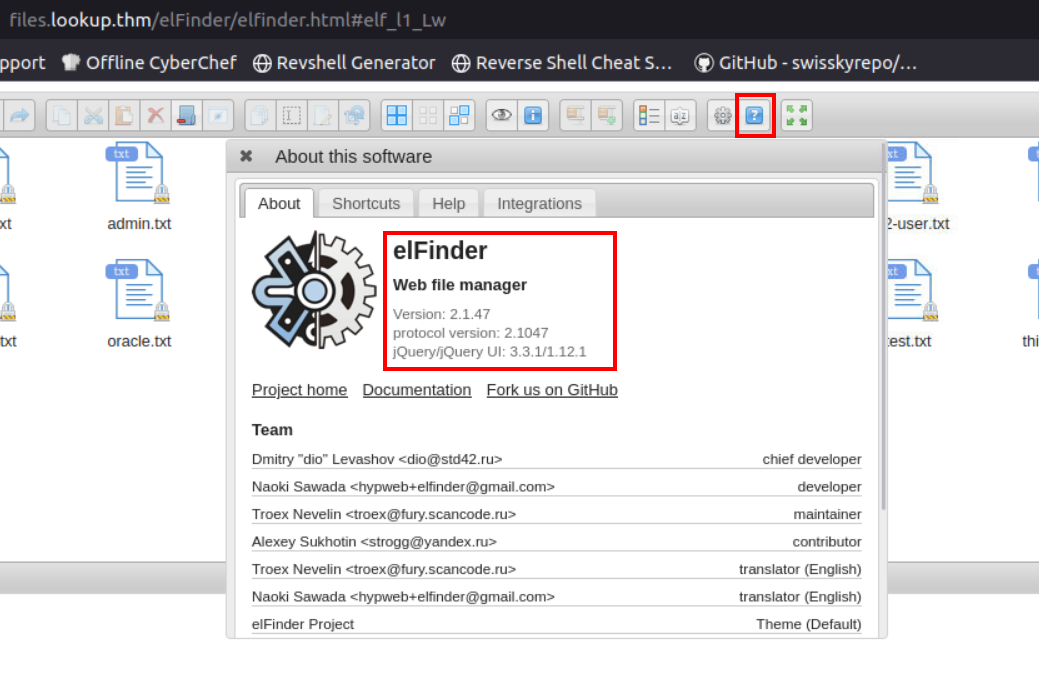 files.lookup.thm/elFinder/elfinder.html#elf_l1_Lw
pport Offline CyberChef Revshell Generator Reverse Shell Cheat S... GitHub - swisskyrepo/...
About this software
txt txt txt
xt admin.txt 2-user.txt
txt txt
txt oracle.txt est.txt thi
About Shortcuts Help Integrations
elFinder
Web file manager
Version: 2.1.47
protocol version: 2.1047
jQuery/jQuery UI: 3.3.1/1.12.1
Project home Documentation Fork us on GitHub
Team
Dmitry "dio" Levashov <dio@std42.ru> chief developer
Naoki Sawada <hypweb+elfinder@gmail.com> developer
Troex Nevelin <troex@fury.scancode.ru> maintainer
Alexey Sukhotin <strogg@yandex.ru> contributor
Troex Nevelin <troex@fury.scancode.ru> translator (English)
Naoki Sawada <hypweb+elfinder@gmail.com> translator (English)
elFinder Project Theme (Default)